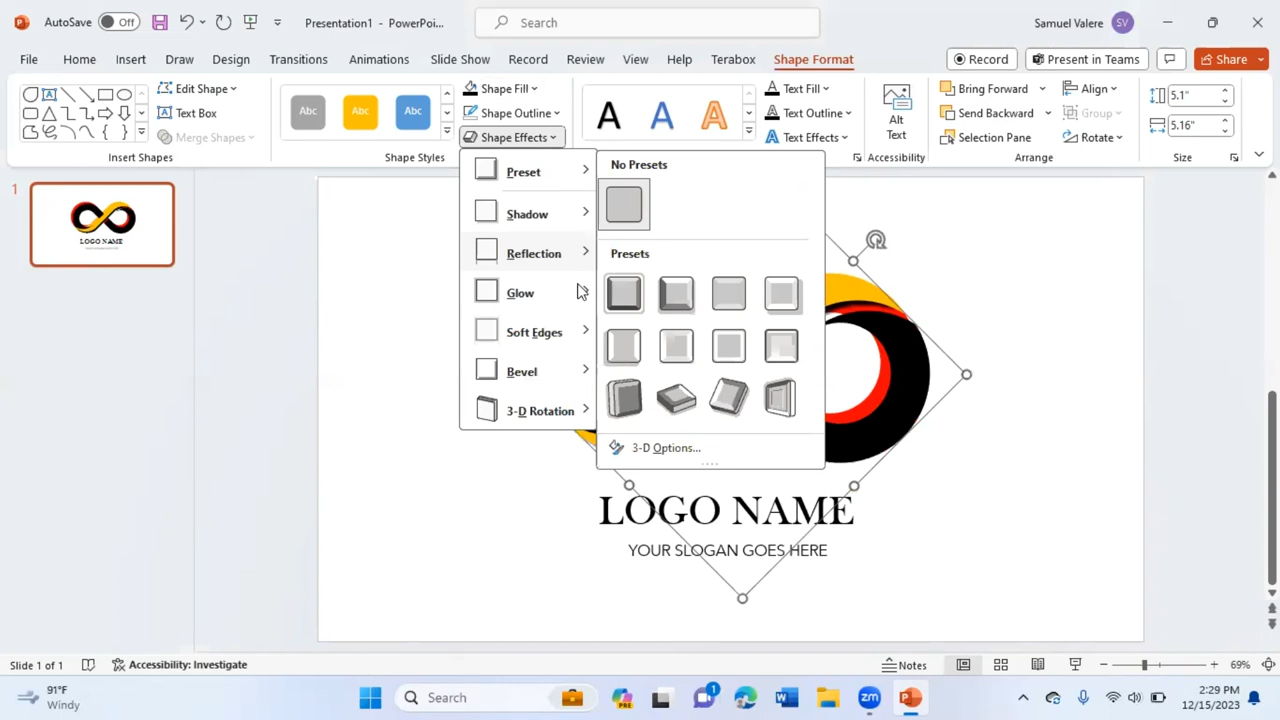 AutoSave Off Presentation1 - PowerPoi... Search Samuel Valere SV
File Home Insert Draw Design Transitions Animations Slide Show Record Review View Help Terabox Shape Format Record Present in Teams Share
Edit Shape
Text Box
Merge Shapes
Insert Shapes
Abc Abc Abc
Shape Styles
Shape Fill
Shape Outline
Shape Effects
A A A
Text Fill
Text Outline
Text Effects
Alt
Text
Accessibility
Bring Forward
Send Backward
Selection Pane
Align
Group
Rotate
Arrange
5.1"
5.16"
Size
Preset
Shadow
Reflection
Glow
Soft Edges
Bevel
3-D Rotation
No Presets
Presets
3-D Options...
1
LOGO NAME
LOGO NAME
YOUR SLOGAN GOES HERE
Slide 1 of 1 Accessibility: Investigate Notes 69%
91°F
Windy
Search
PRE
1
zm
2:29 PM
12/15/2023